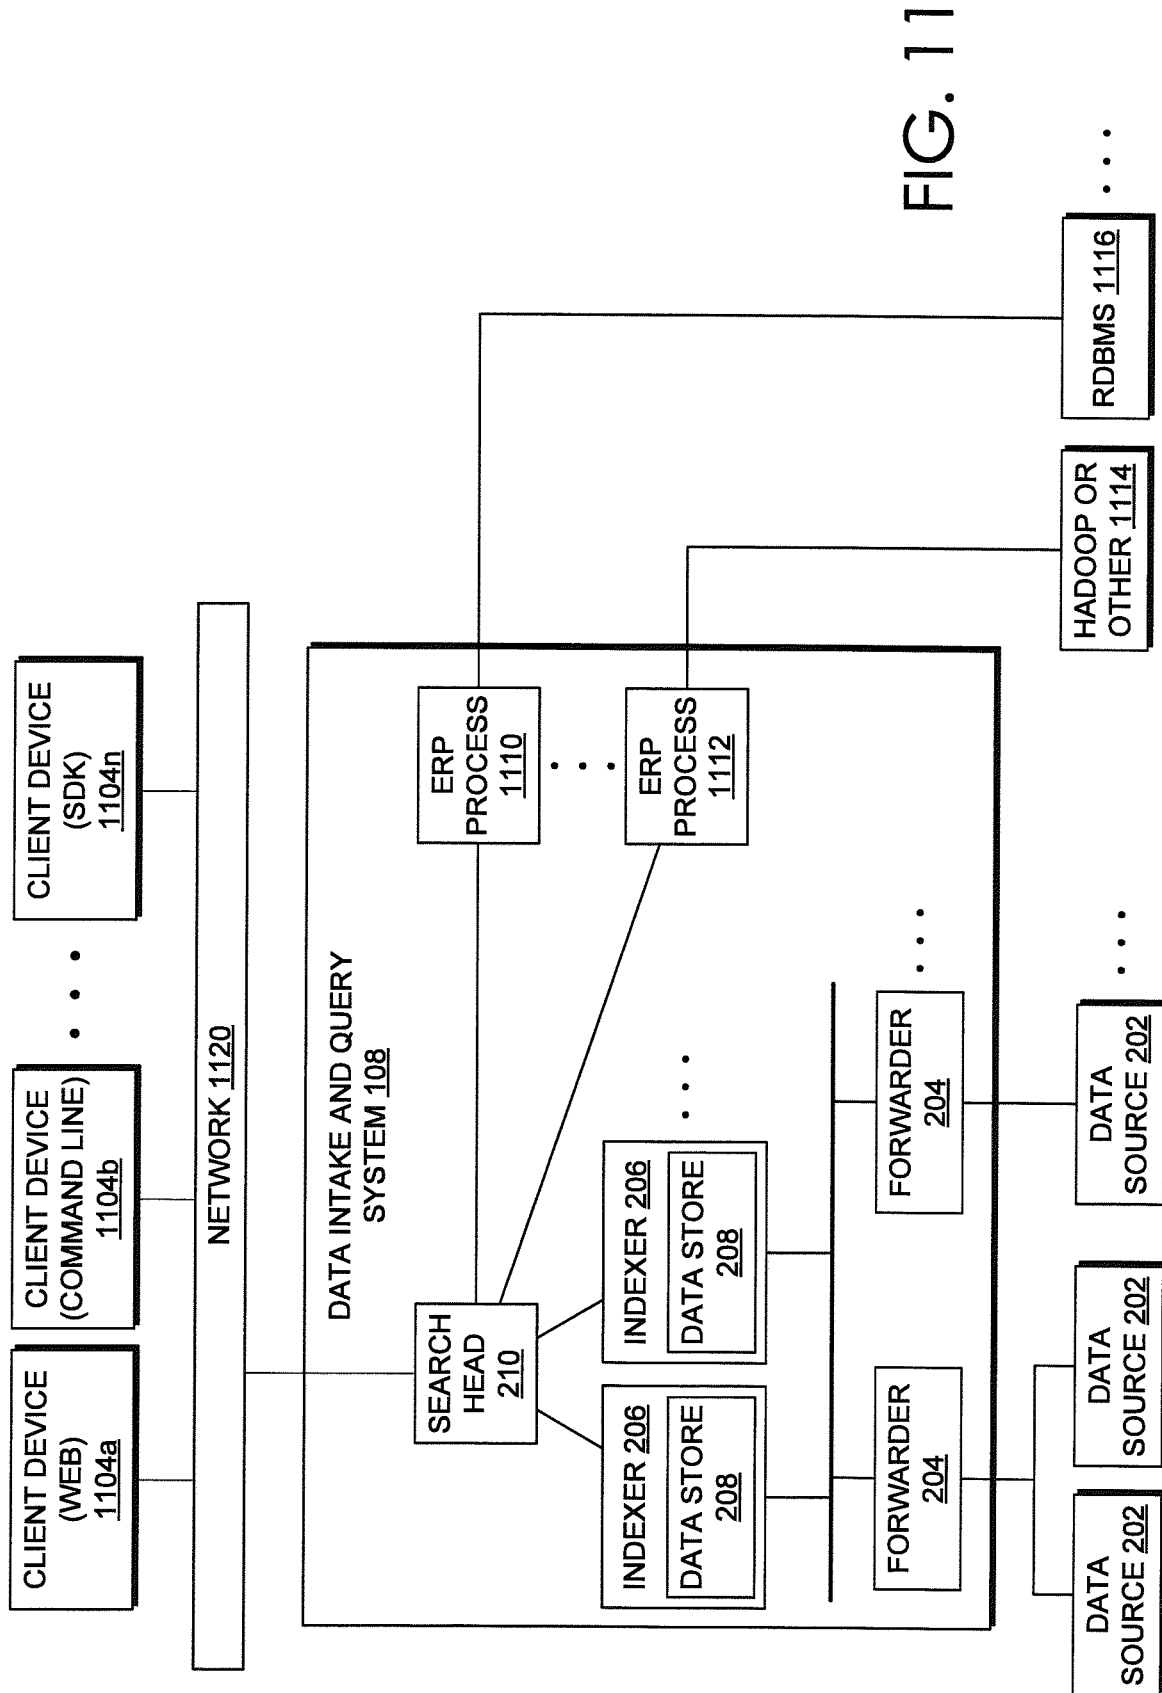 CLIENT DEVICE
(WEB)
1104a
CLIENT DEVICE
(COMMAND LINE)
1104b
. . .
CLIENT DEVICE
(SDK)
1104n
NETWORK 1120
DATA INTAKE AND QUERY
SYSTEM 108
SEARCH
HEAD
210
ERP
PROCESS
1110
. . .
ERP
PROCESS
1112
INDEXER 206
DATA STORE
208
INDEXER 206
DATA STORE
208
. . .
FORWARDER
204
FORWARDER
204
. . .
DATA
SOURCE 202
DATA
SOURCE 202
DATA
SOURCE 202
. . .
HADOOP OR
OTHER 1114
RDBMS 1116
. . .
FIG. 11